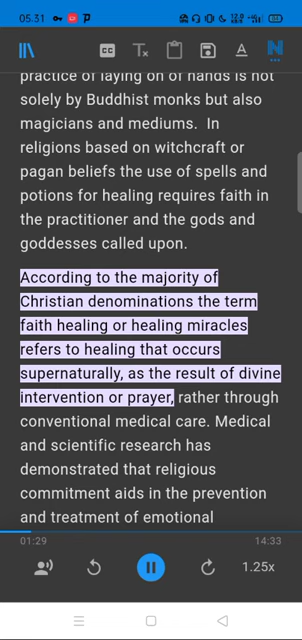 05.31
CC
practice of laying on of hands is not
solely by Buddhist monks but also
magicians and mediums.  In
religions based on witchcraft or
pagan beliefs the use of spells and
potions for healing requires faith in
the practitioner and the gods and
goddesses called upon.
According to the majority of
Christian denominations the term
faith healing or healing miracles
refers to healing that occurs
supernaturally, as the result of divine
intervention or prayer, rather through
conventional medical care. Medical
and scientific research has
demonstrated that religious
commitment aids in the prevention
and treatment of emotional
01:29 14:33
1.25x